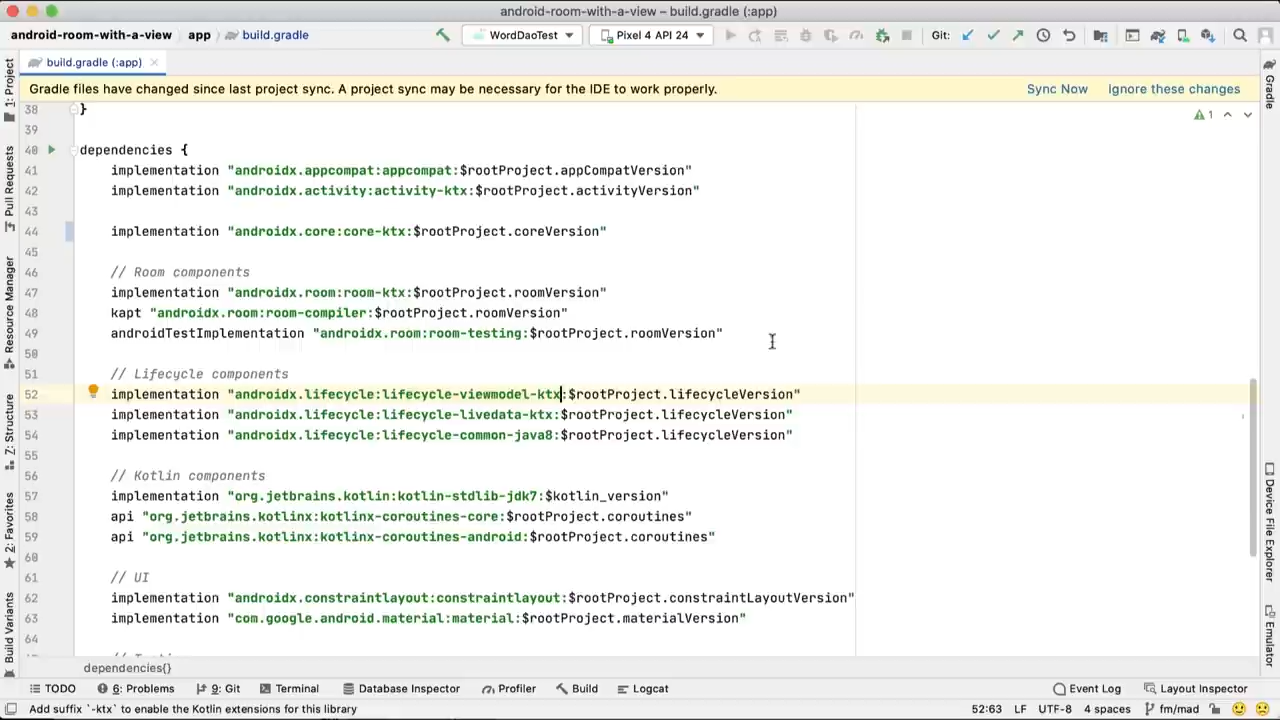 android-room-with-a-view – build.gradle (:app)
android-room-with-a-view app build.gradle WordDaoTest Pixel 4 API 24 Git:
build.gradle (:app)
Gradle files have changed since last project sync. A project sync may be necessary for the IDE to work properly. Sync Now Ignore these changes
1
38 }
39
40 dependencies {
41 implementation "androidx.appcompat:appcompat:$rootProject.appCompatVersion"
42 implementation "androidx.activity:activity-ktx:$rootProject.activityVersion"
43
44 implementation "androidx.core:core-ktx:$rootProject.coreVersion"
45
46 // Room components
47 implementation "androidx.room:room-ktx:$rootProject.roomVersion"
48 kapt "androidx.room:room-compiler:$rootProject.roomVersion"
49 androidTestImplementation "androidx.room:room-testing:$rootProject.roomVersion"
50
51 // Lifecycle components
52 implementation "androidx.lifecycle:lifecycle-viewmodel-ktx:$rootProject.lifecycleVersion"
53 implementation "androidx.lifecycle:lifecycle-livedata-ktx:$rootProject.lifecycleVersion"
54 implementation "androidx.lifecycle:lifecycle-common-java8:$rootProject.lifecycleVersion"
55
56 // Kotlin components
57 implementation "org.jetbrains.kotlin:kotlin-stdlib-jdk7:$kotlin_version"
58 api "org.jetbrains.kotlinx:kotlinx-coroutines-core:$rootProject.coroutines"
59 api "org.jetbrains.kotlinx:kotlinx-coroutines-android:$rootProject.coroutines"
60
61 // UI
62 implementation "androidx.constraintlayout:constraintlayout:$rootProject.constraintLayoutVersion"
63 implementation "com.google.android.material:material:$rootProject.materialVersion"
64
dependencies{}
1: Project
Pull Requests
Resource Manager
Z: Structure
2: Favorites
Build Variants
Gradle
Device File Explorer
Emulator
TODO 6: Problems 9: Git Terminal Database Inspector Profiler Build Logcat Event Log Layout Inspector
Add suffix `-ktx` to enable the Kotlin extensions for this library 52:63 LF UTF-8 4 spaces fm/mad